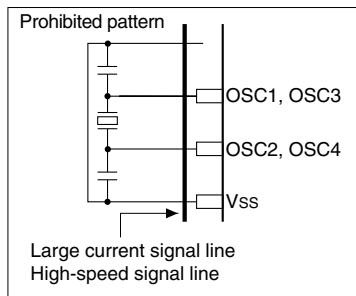 Prohibited pattern
OSC1, OSC3
OSC2, OSC4
VSS
Large current signal line
High-speed signal line